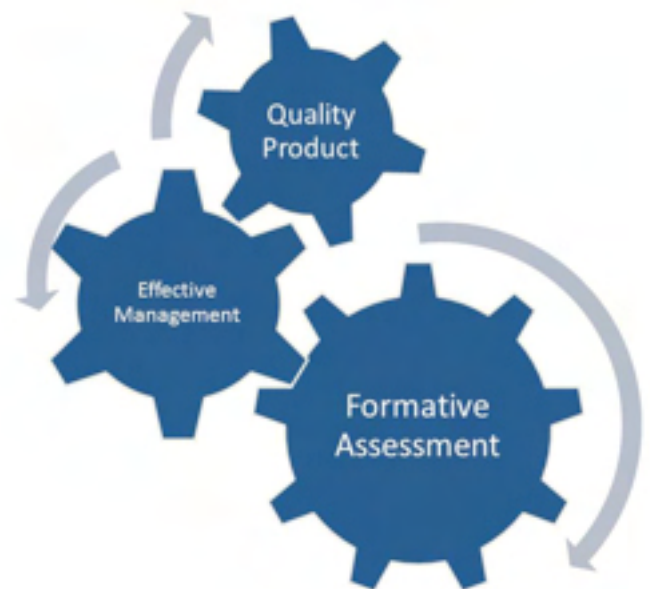 Quality
Product
Effective
Management
Formative
Assessment